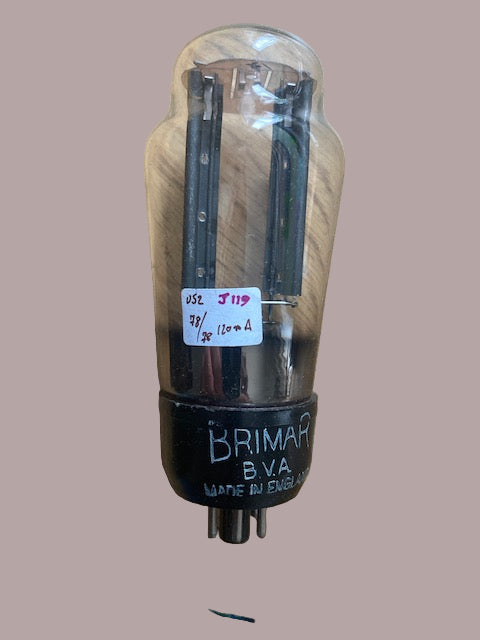 U52 J119
78/78 120mA
BRIMAR
B.V.A.
MADE IN ENGLAND